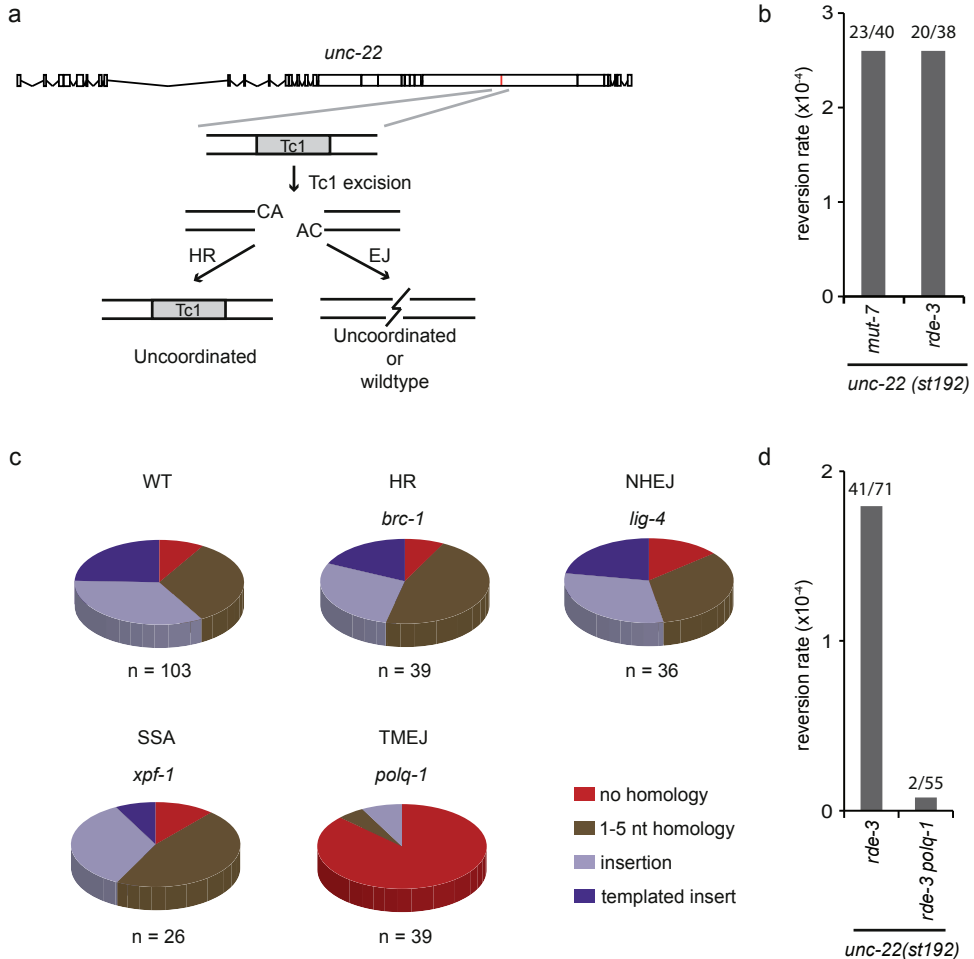 a
unc-22
Tc1
Tc1 excision
CA
AC
HR
EJ
Tc1
Uncoordinated
Uncoordinated
or
wildtype
b
reversion rate (x10-4)
3
2
1
0
23/40
20/38
mut-7
rde-3
unc-22 (st192)
c
WT
n = 103
HR
brc-1
n = 39
NHEJ
lig-4
n = 36
SSA
xpf-1
n = 26
TMEJ
polq-1
n = 39
no homology
1-5 nt homology
insertion
templated insert
d
reversion rate (x10-4)
2
1
0
41/71
2/55
rde-3
rde-3 polq-1
unc-22(st192)